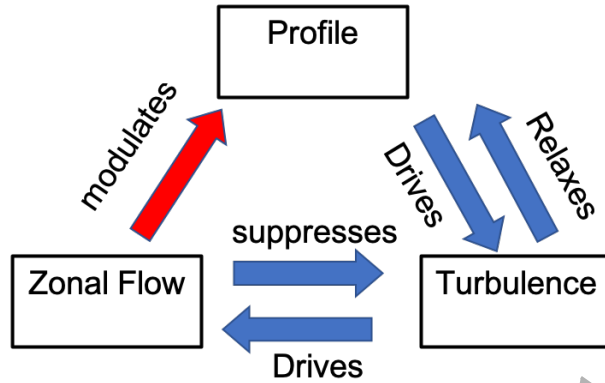 Profile
modulates
Drives
Relaxes
suppresses
Zonal Flow
Turbulence
Drives